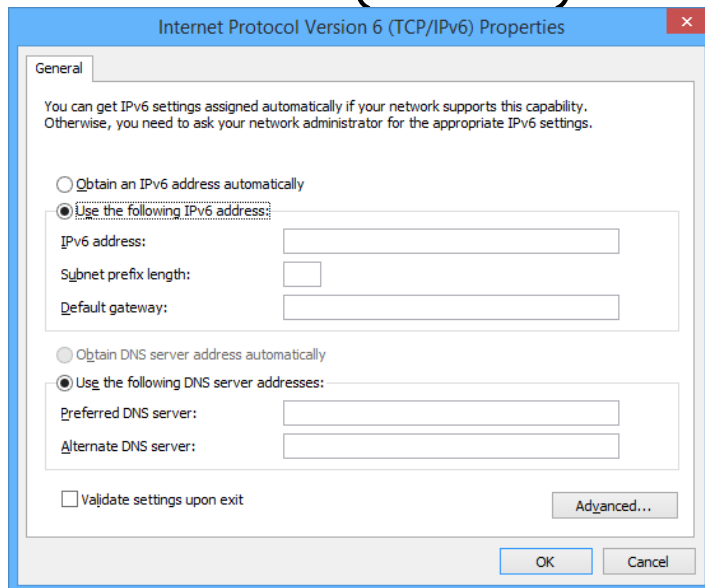 Internet Protocol Version 6 (TCP/IPv6) Properties
General
You can get IPv6 settings assigned automatically if your network supports this capability.
Otherwise, you need to ask your network administrator for the appropriate IPv6 settings.
Obtain an IPv6 address automatically
Use the following IPv6 address:
IPv6 address:
Subnet prefix length:
Default gateway:
Obtain DNS server address automatically
Use the following DNS server addresses:
Preferred DNS server:
Alternate DNS server:
Validate settings upon exit
Advanced...
OK
Cancel